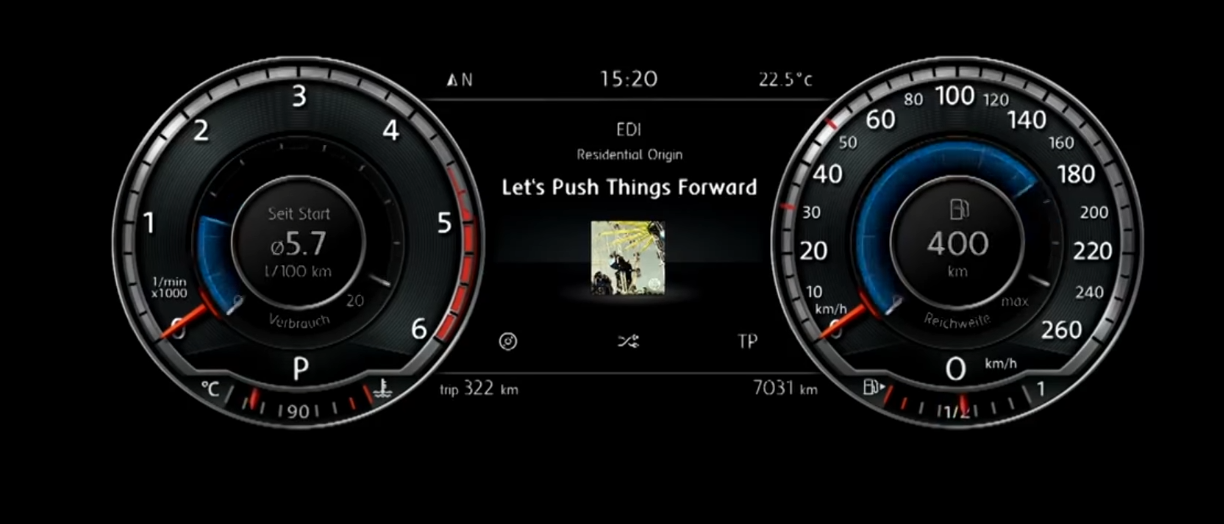 N 15:20 22.5°c
EDI
Residential Origin
Let's Push Things Forward
TP
trip 322 km 7031 km
0 1 2 3 4 5 6
1/min
x1000
Seit Start
ø5.7
l/100 km
0 20
Verbrauch
P
°C 90
0 10 20 30 40 50 60 80 100 120 140 160 180 200 220 240 260
km/h
400
km
0 max
Reichweite
0 km/h
1/2 1